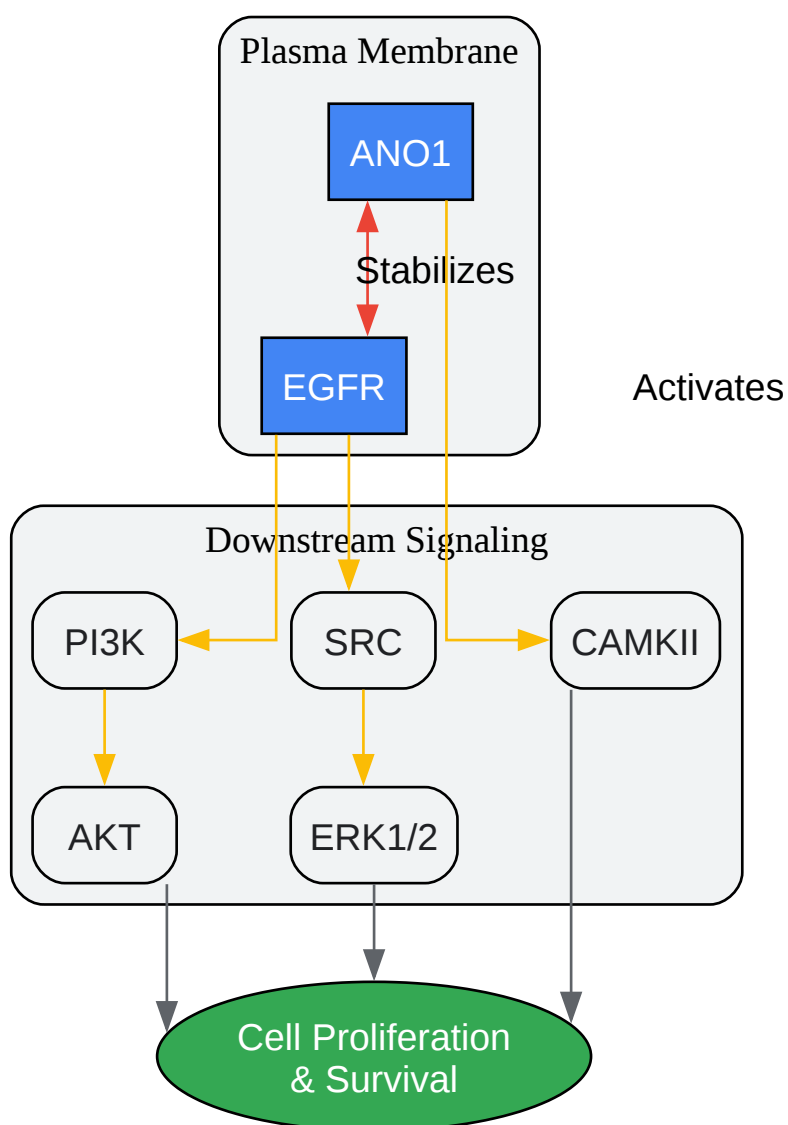 Plasma Membrane
ANO1
Stabilizes
EGFR
Activates
Downstream Signaling
PI3K
SRC
CAMKII
AKT
ERK1/2
Cell Proliferation
& Survival